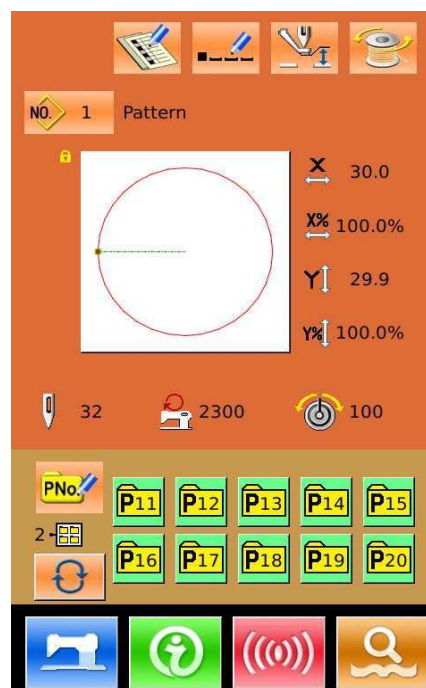 NO. 1 Pattern
X 30.0
X% 100.0%
Y 29.9
Y% 100.0%
32 2300 100
PNo.
P11 P12 P13 P14 P15
2-
P16 P17 P18 P19 P20